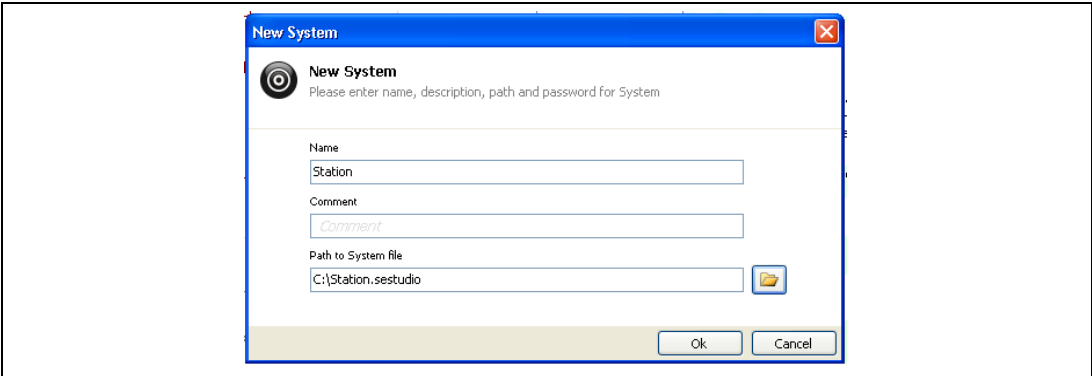 New System
New System
Please enter name, description, path and password for System
Name
Station
Comment
Comment
Path to System file
C:\Station.sestudio
Ok Cancel